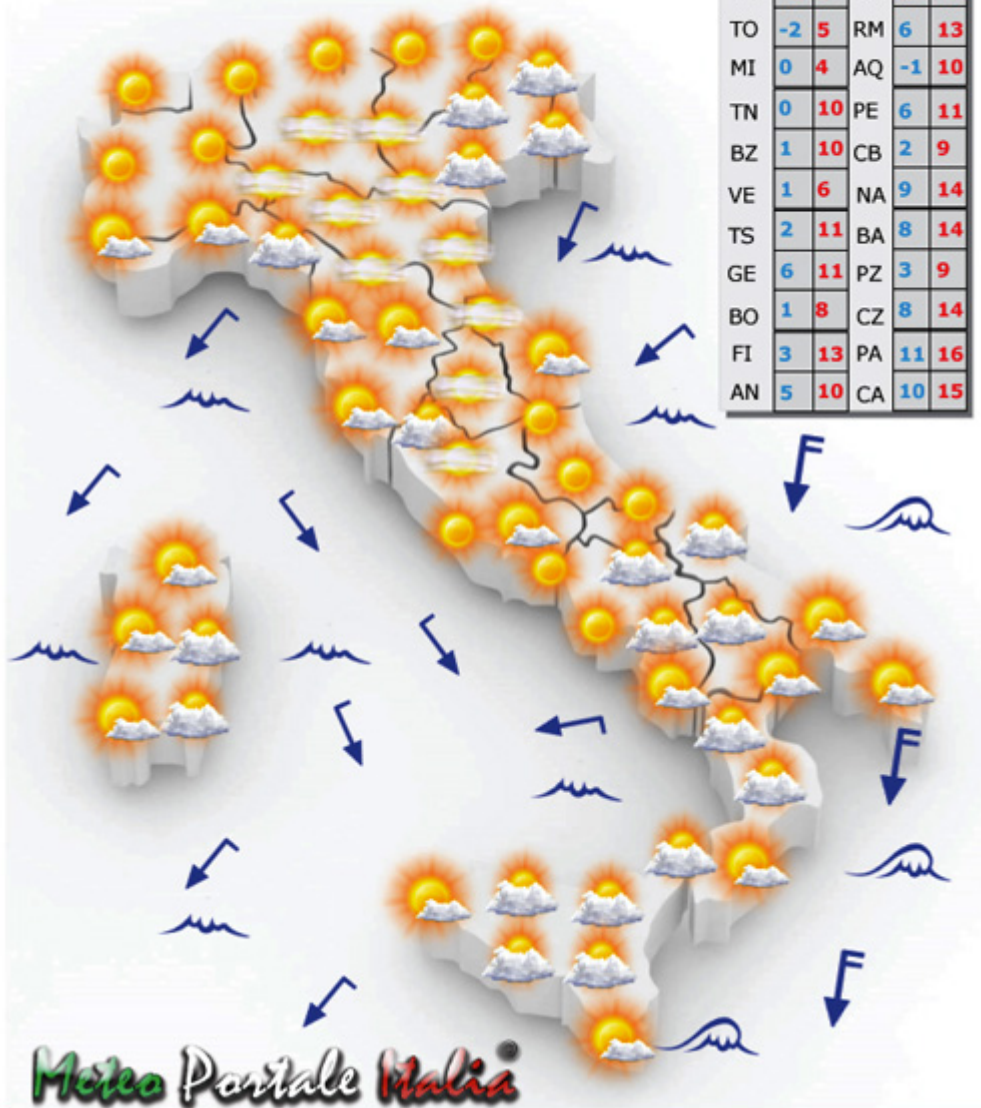 TO -2 5 RM 6 13
MI 0 4 AQ -1 10
TN 0 10 PE 6 11
BZ 1 10 CB 2 9
VE 1 6 NA 9 14
TS 2 11 BA 8 14
GE 6 11 PZ 3 9
BO 1 8 CZ 8 14
FI 3 13 PA 11 16
AN 5 10 CA 10 15
Meteo Portale Italia®